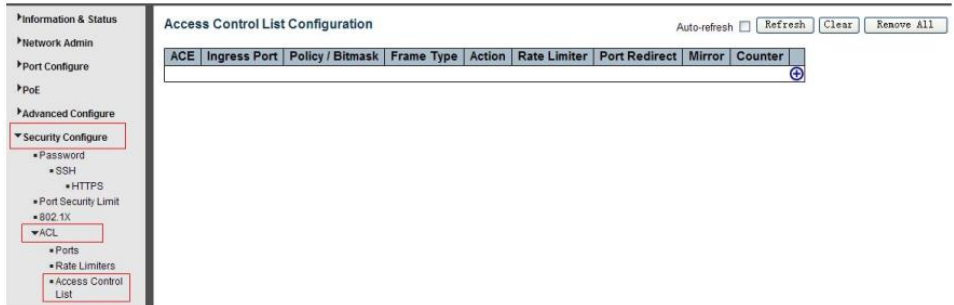 Information & Status
Network Admin
Port Configure
PoE
Advanced Configure
Security Configure
Password
SSH
HTTPS
Port Security Limit
802.1X
ACL
Ports
Rate Limiters
Access Control
List
Access Control List Configuration
Auto-refresh Refresh Clear Remove All
ACE Ingress Port Policy / Bitmask Frame Type Action Rate Limiter Port Redirect Mirror Counter